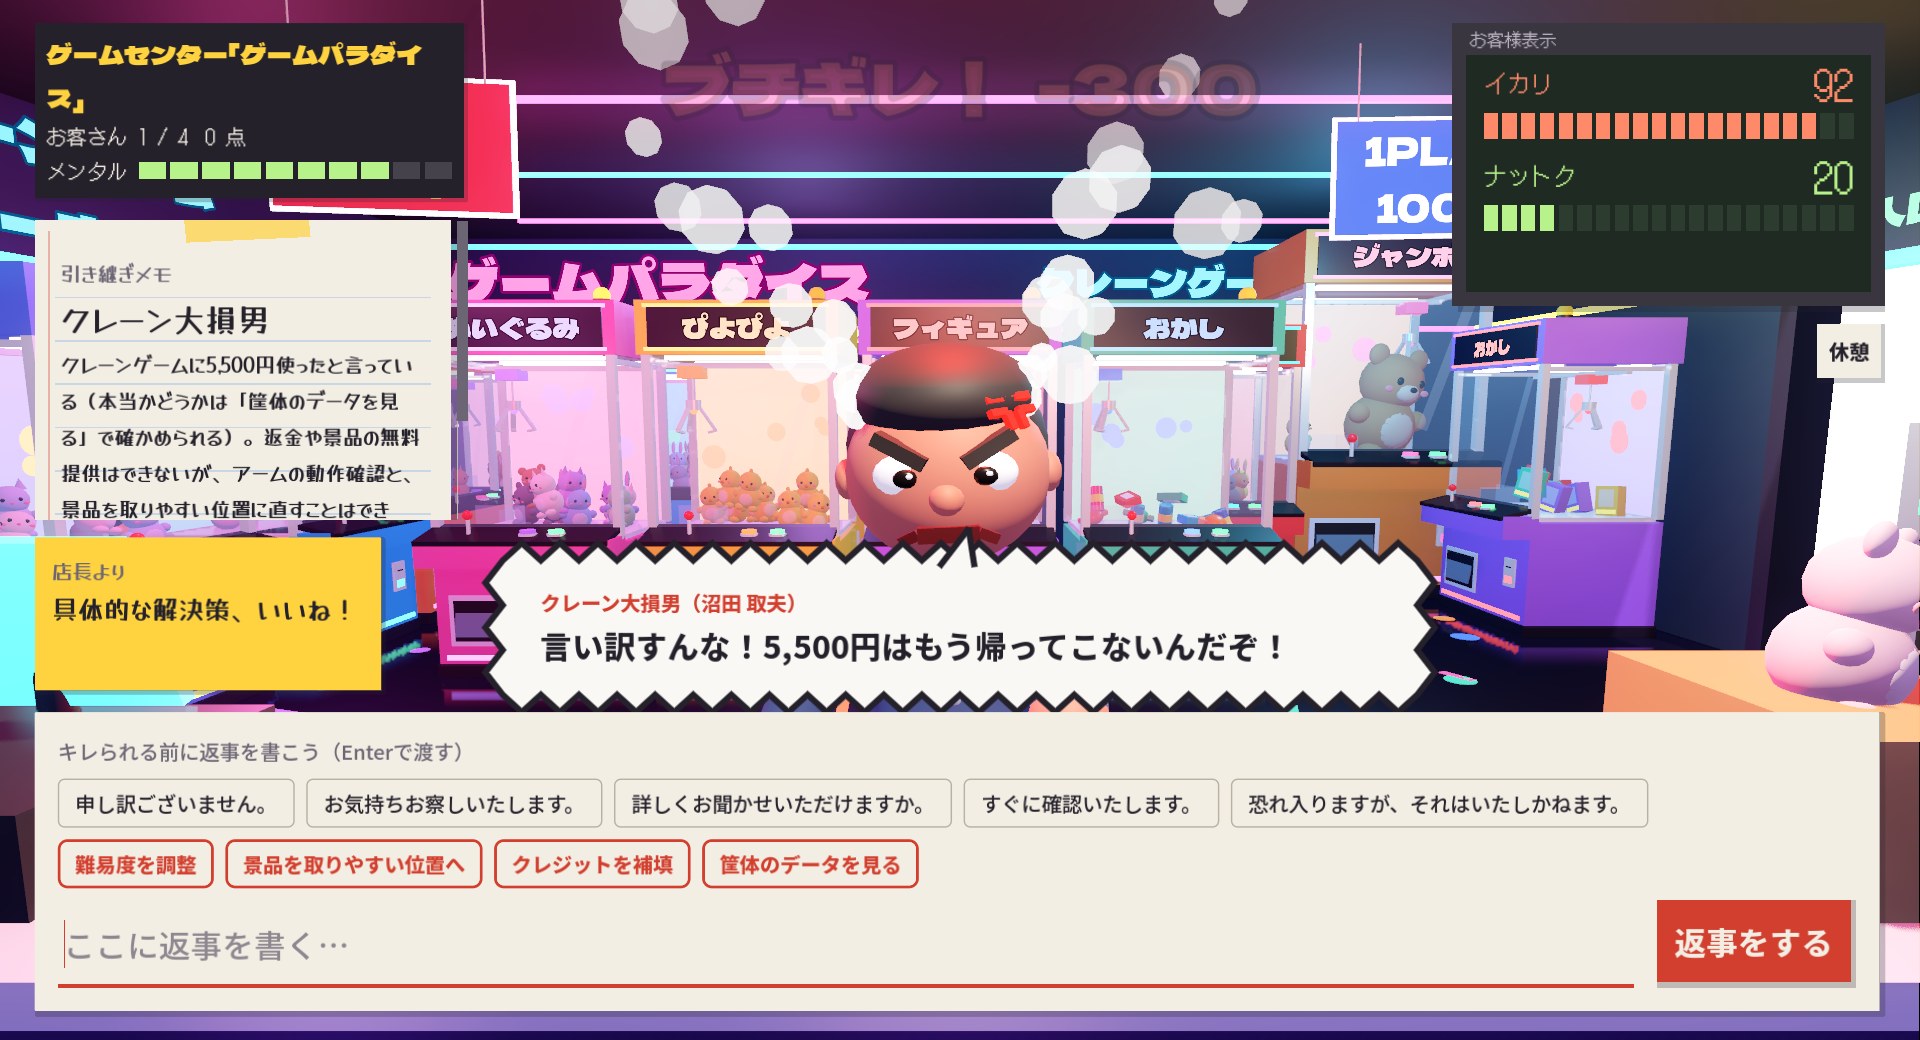 ゲームセンター「ゲームパラダイ
ス」
お客さん 1/40点
メンタル
ブチギレ! -300
お客様表示
イカリ 92
ナットク 20
1PL
100
ゲームパラダイス
クレーンゲー
ジャンボ
ぬいぐるみ
ぴよぴよ
フィギュア
おかし
おかし
休憩
引き継ぎメモ
クレーン大損男
クレーンゲームに5,500円使ったと言ってい
る(本当かどうかは「筐体のデータを見
る」で確かめられる)。返金や景品の無料
提供はできないが、アームの動作確認と、
景品を取りやすい位置に直すことはでき
店長より
具体的な解決策、いいね!
クレーン大損男(沼田 取夫)
言い訳すんな!5,500円はもう帰ってこないんだぞ!
キレられる前に返事を書こう(Enterで渡す)
申し訳ございません。
お気持ちお察しいたします。
詳しくお聞かせいただけますか。
すぐに確認いたします。
恐れ入りますが、それはいたしかねます。
難易度を調整
景品を取りやすい位置へ
クレジットを補填
筐体のデータを見る
ここに返事を書く…
返事をする